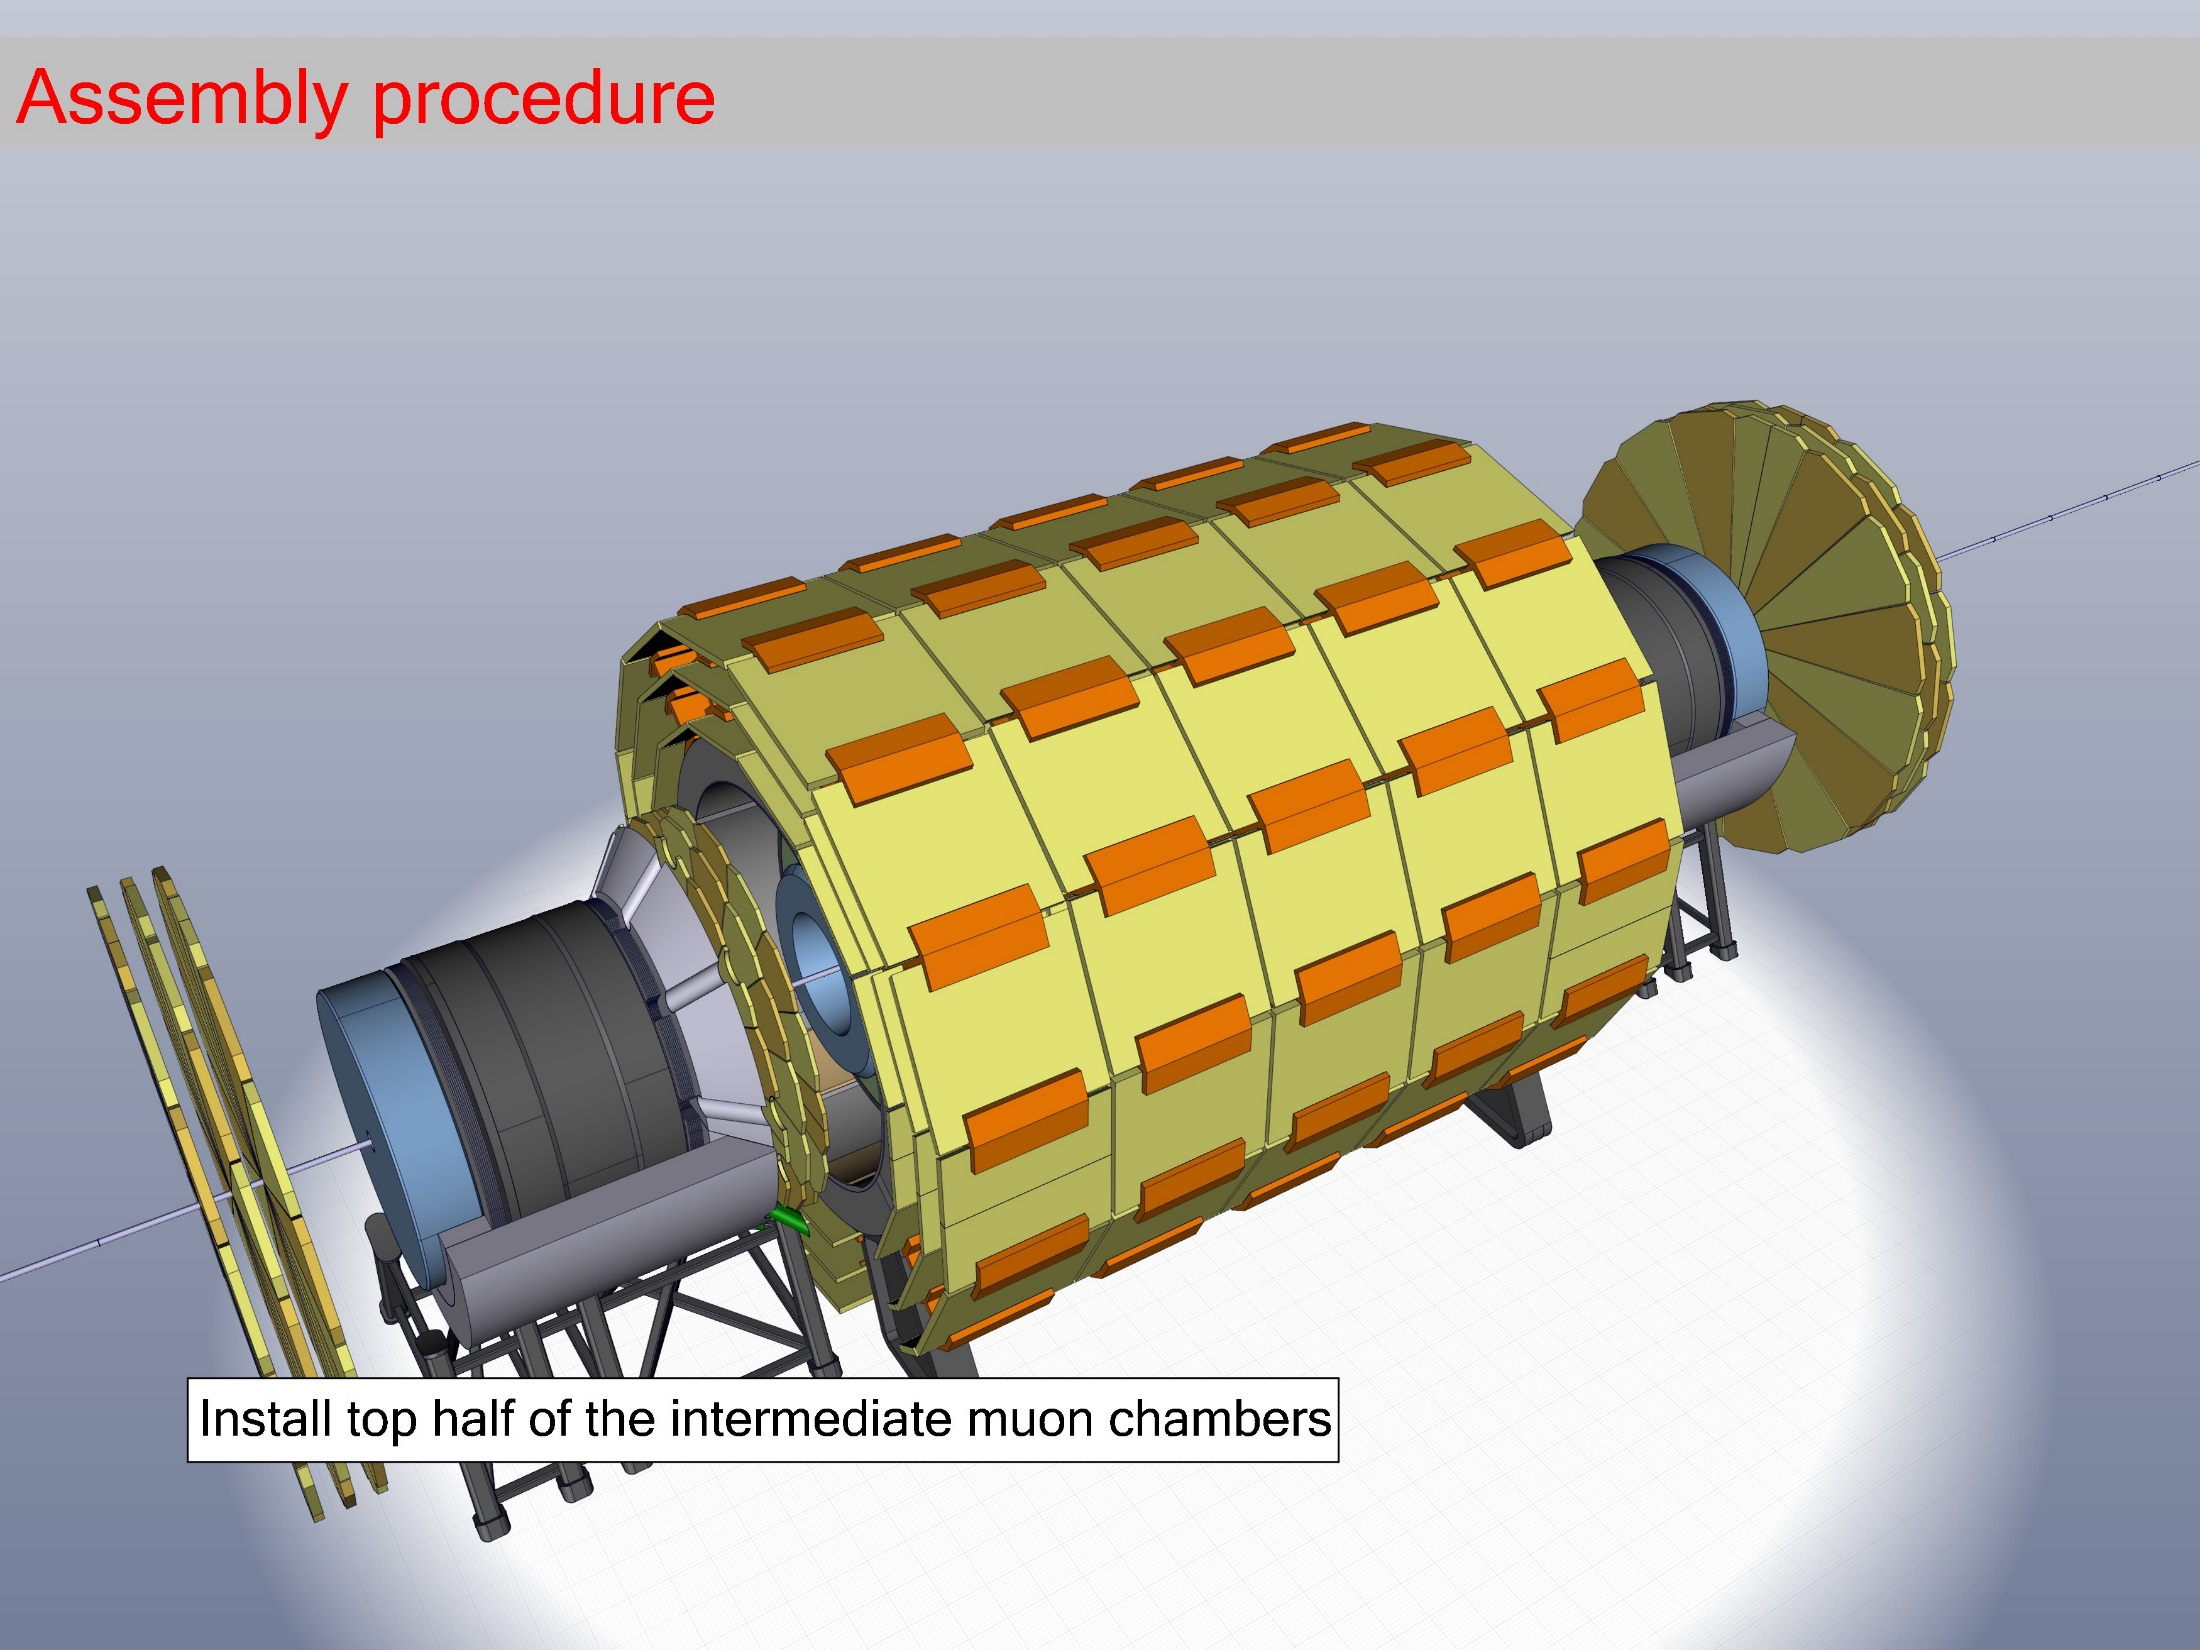 Assembly procedure
Install top half of the intermediate muon chambers